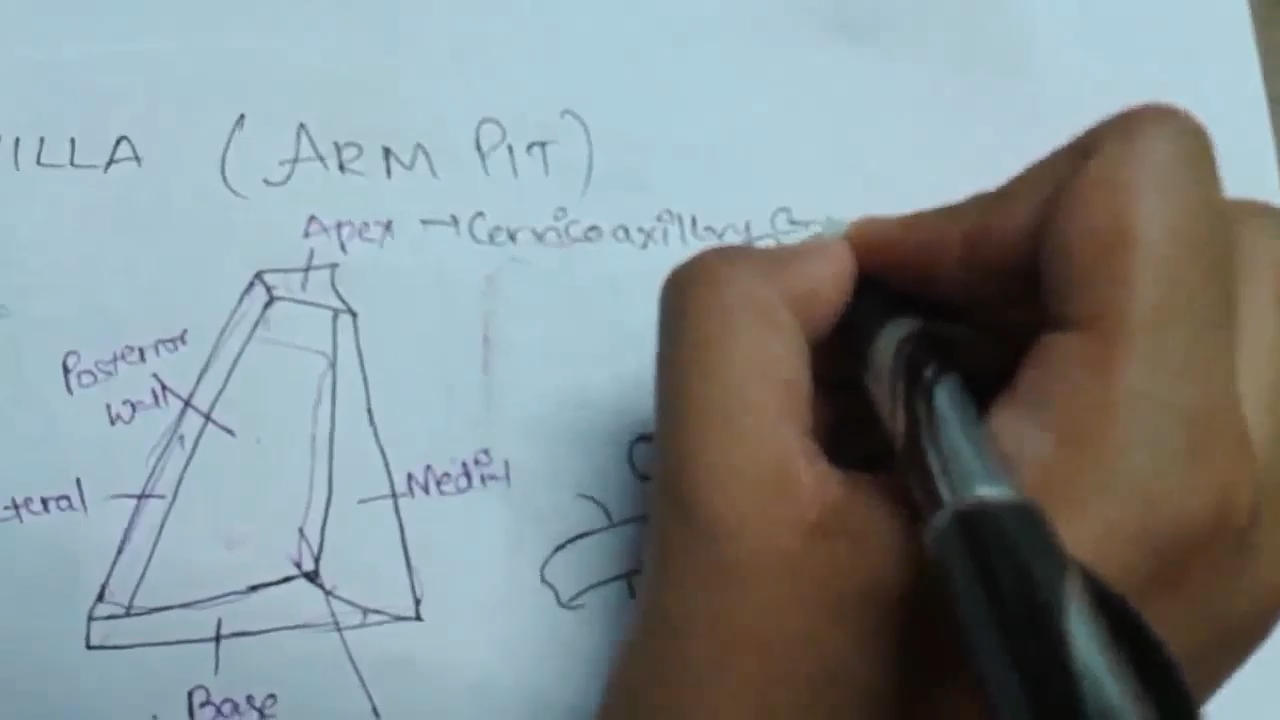 ILLA (ARM PIT)
Apex → Cervicoaxillary
Posterior
Wall
teral
Medial
Base